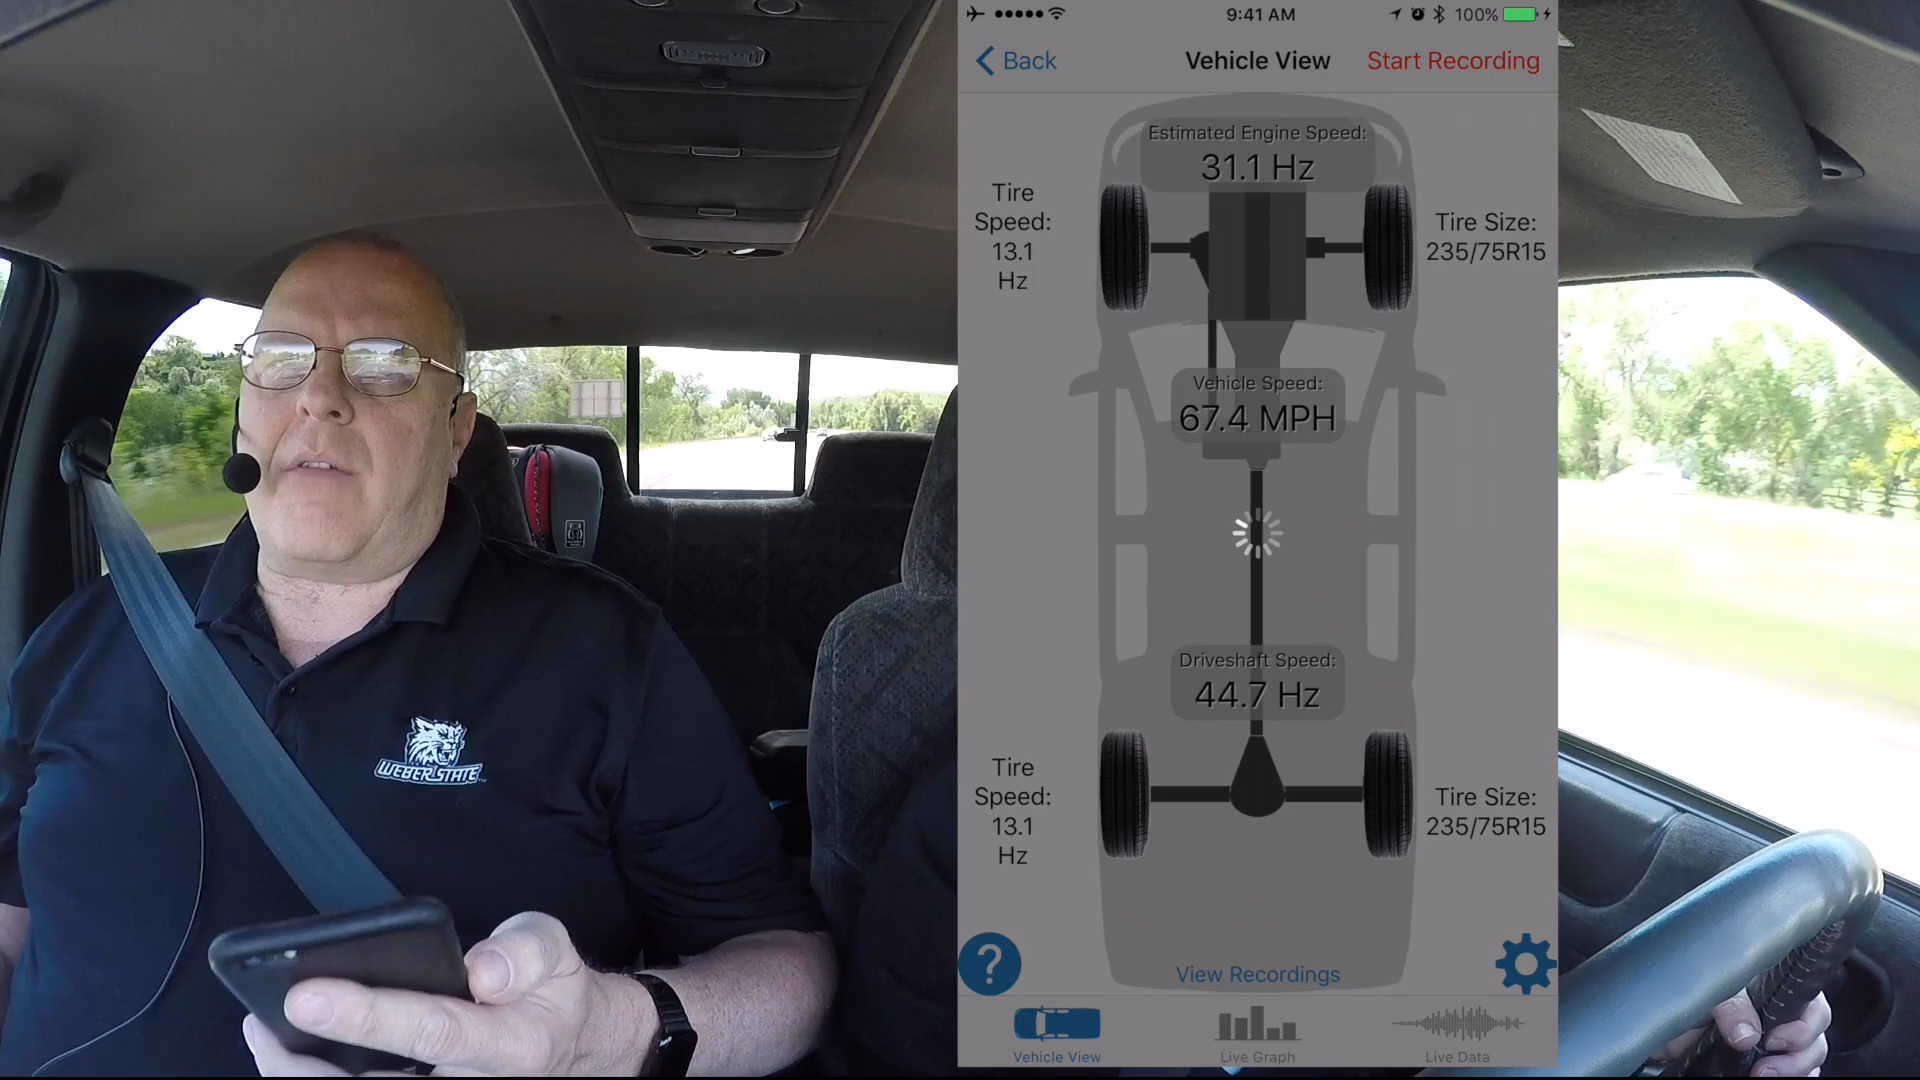 9:41 AM
100%
Back
Vehicle View
Start Recording
Estimated Engine Speed:
31.1 Hz
Tire
Speed:
13.1
Hz
Tire Size:
235/75R15
Vehicle Speed:
67.4 MPH
Driveshaft Speed:
44.7 Hz
WEBER STATE
Tire
Speed:
13.1
Hz
Tire Size:
235/75R15
?
View Recordings
Vehicle View
Live Graph
Live Data